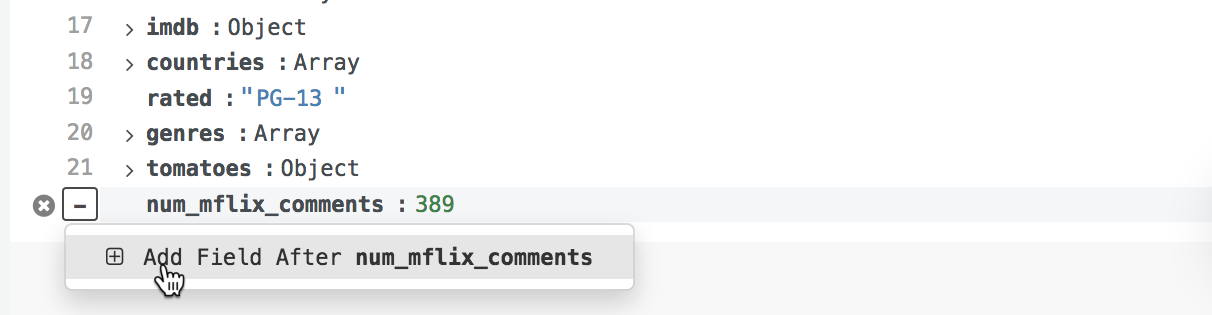 17 > imdb : Object
18 > countries : Array
19 rated : "PG-13 "
20 > genres : Array
21 > tomatoes : Object
num_mflix_comments : 389
Add Field After num_mflix_comments